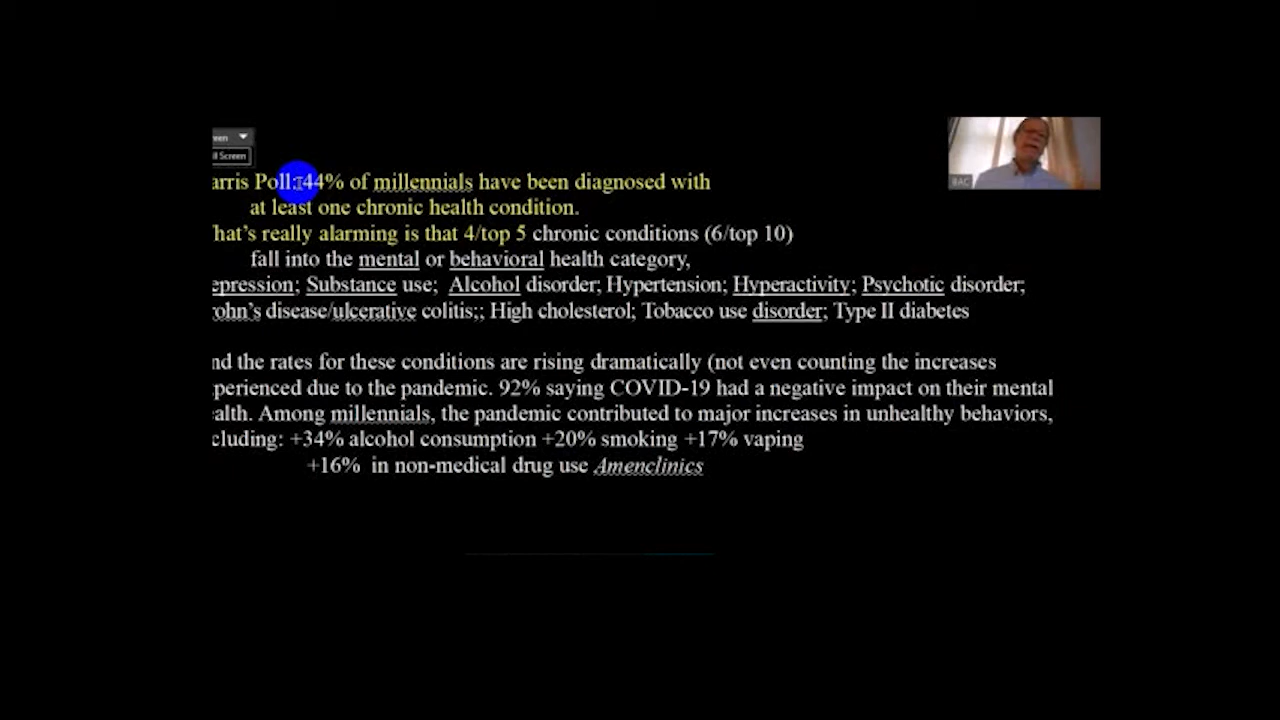 een
ll Screen
arris Poll: 44% of millennials have been diagnosed with
at least one chronic health condition.
hat's really alarming is that 4/top 5 chronic conditions (6/top 10)
fall into the mental or behavioral health category,
epression; Substance use; Alcohol disorder; Hypertension; Hyperactivity; Psychotic disorder;
rohn's disease/ulcerative colitis;; High cholesterol; Tobacco use disorder; Type II diabetes
nd the rates for these conditions are rising dramatically (not even counting the increases
perienced due to the pandemic. 92% saying COVID-19 had a negative impact on their mental
ealth. Among millennials, the pandemic contributed to major increases in unhealthy behaviors,
cluding: +34% alcohol consumption +20% smoking +17% vaping
+16% in non-medical drug use Amenclinics
BAC